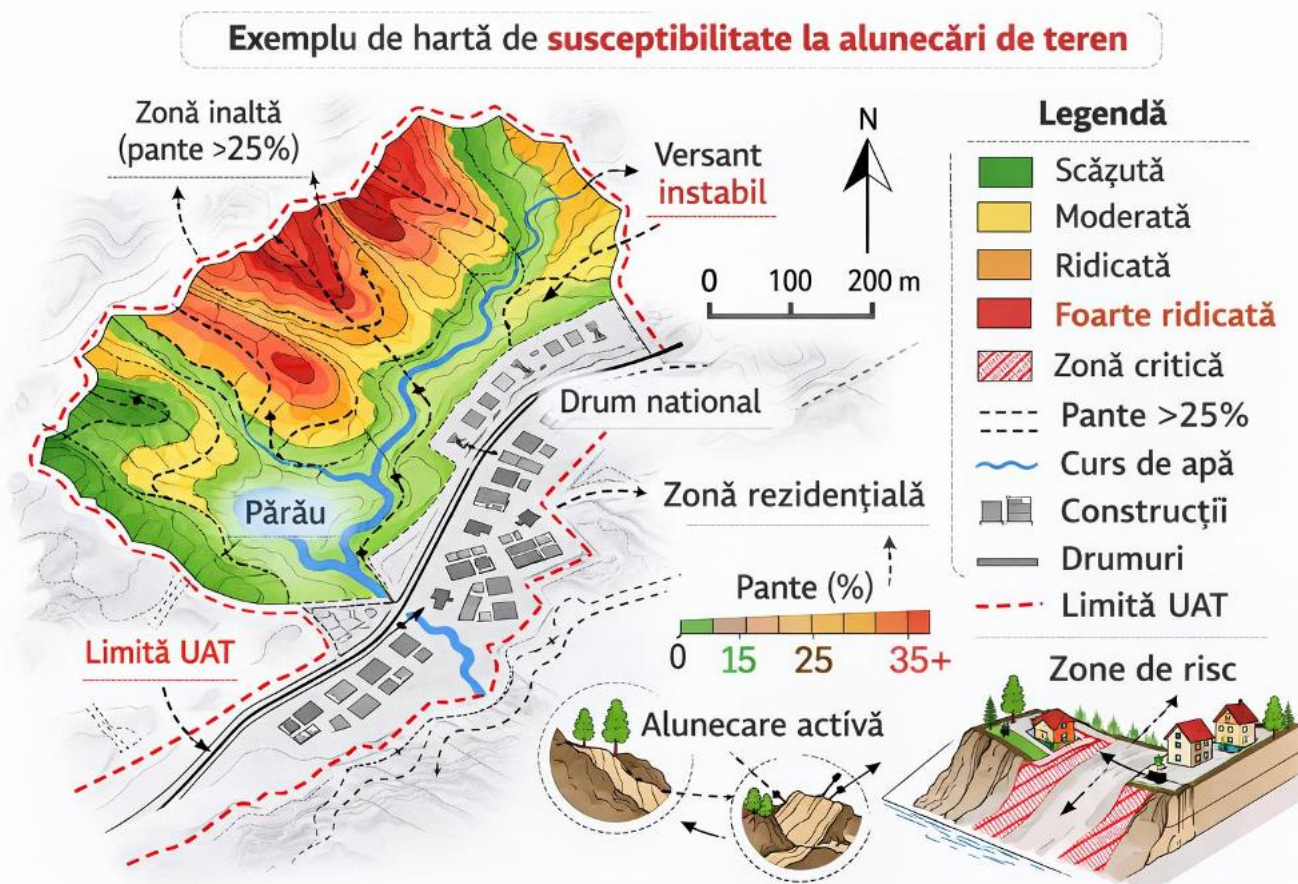 Exemplu de hartă de susceptibilitate la alunecări de teren
Zonă inaltă
(pante >25%)
Versant
instabil
N
0 100 200 m
Drum national
Zonă rezidențială
Părău
Limită UAT
Pante (%)
0 15 25 35+
Alunecare actívă
Legendă
Scăzută
Moderată
Ridicată
Foarte ridicată
Zonă critică
Pante >25%
Curs de apă
Construcții
Drumuri
Limită UAT
Zone de risc